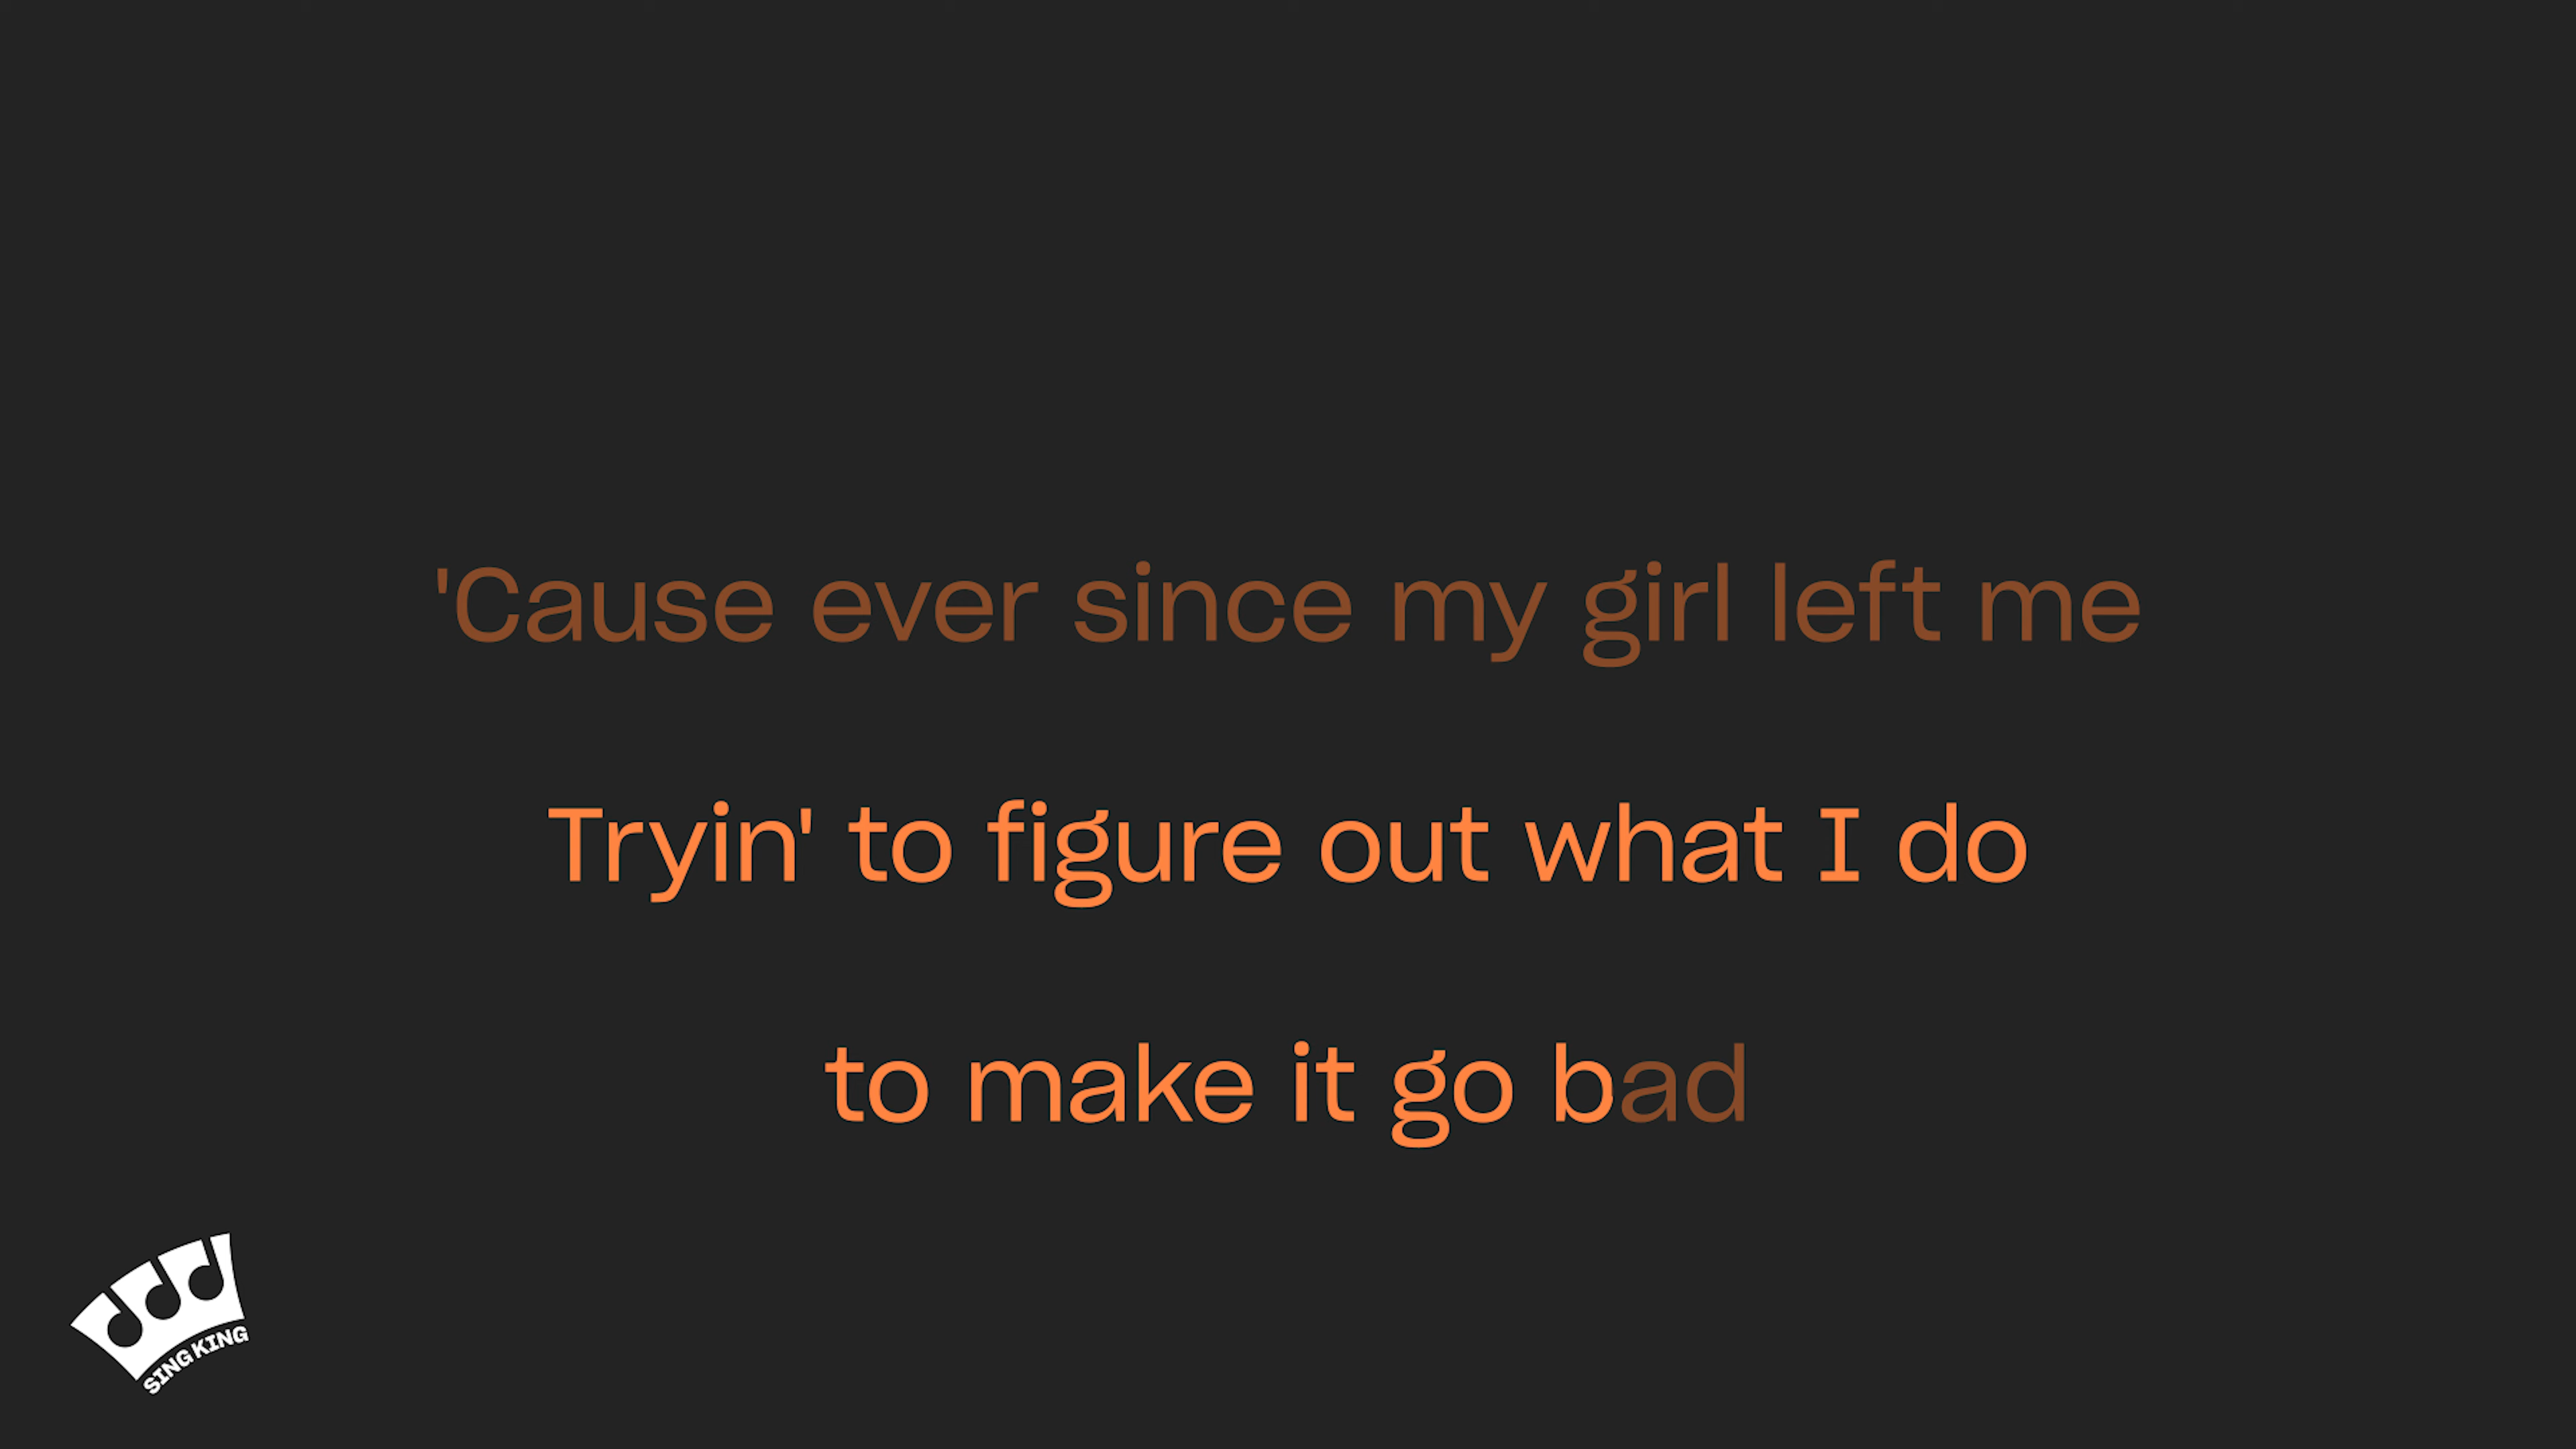 'Cause ever since my girl left me
Tryin' to figure out what I do
to make it go bad
SING KING